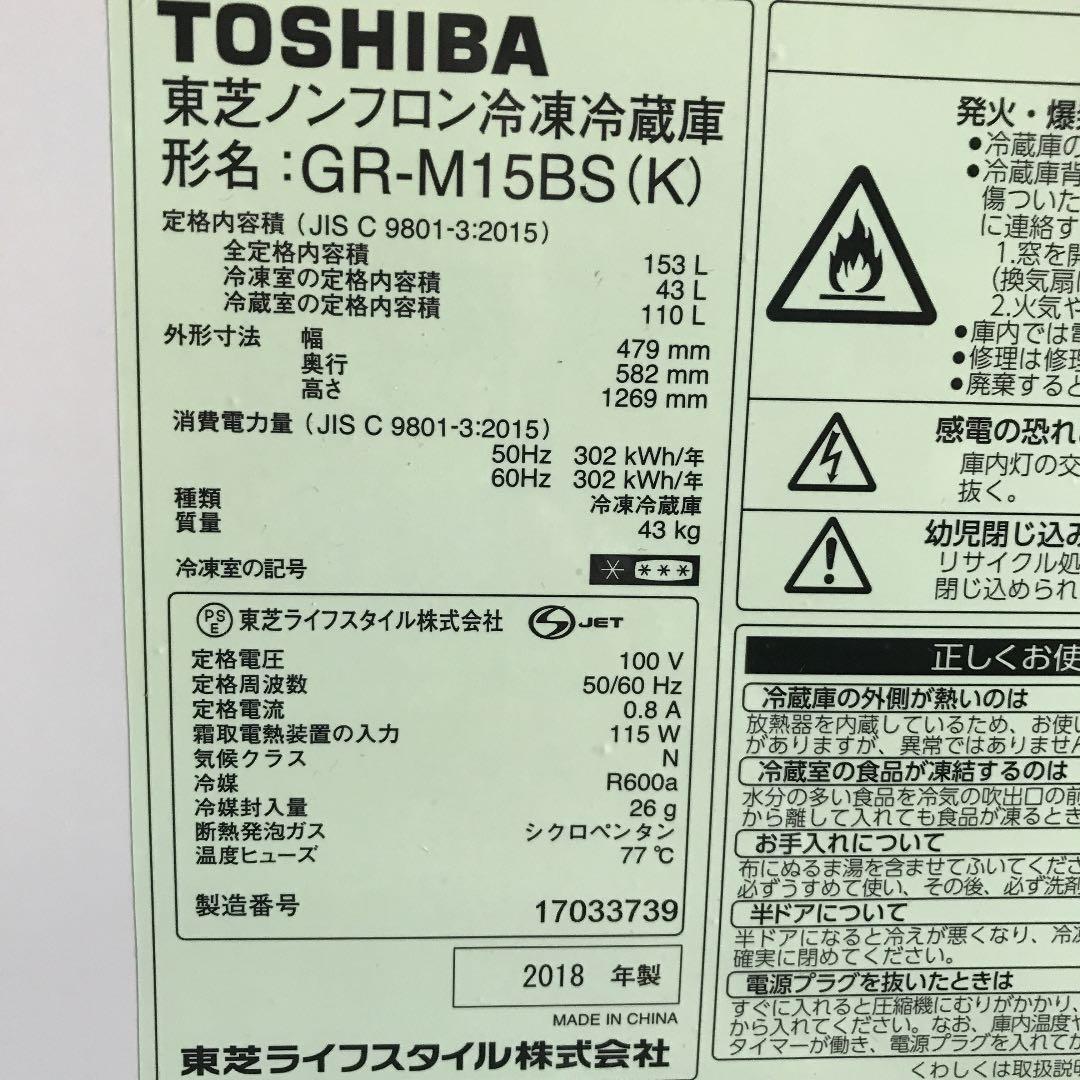 TOSHIBA
東芝ノンフロン冷凍冷蔵庫
形名:GR-M15BS(K)
定格内容積(JIS C 9801-3:2015)
全定格内容積 153 L
冷凍室の定格内容積 43 L
冷蔵室の定格内容積 110 L
外形寸法 幅 479 mm
奥行 582 mm
高さ 1269 mm
消費電力量(JIS C 9801-3:2015)
50Hz 302 kWh/年
60Hz 302 kWh/年
種類 冷凍冷蔵庫
質量 43 kg
冷凍室の記号 * ***
PSE 東芝ライフスタイル株式会社 JET
定格電圧 100 V
定格周波数 50/60 Hz
定格電流 0.8 A
霜取電熱装置の入力 115 W
気候クラス N
冷媒 R600a
冷媒封入量 26 g
断熱発泡ガス シクロペンタン
温度ヒューズ 77 ℃
製造番号 17033739
2018 年製
MADE IN CHINA
東芝ライフスタイル株式会社
発火・爆
●冷蔵庫の
●冷蔵庫背
傷ついた
に連絡す
1.窓を開
(換気扇
2.火気や
●庫内では電
●修理は修理
●廃棄すると
感電の恐れ
庫内灯の交
抜く。
幼児閉じ込み
リサイクル処
閉じ込められ
正しくお使
冷蔵庫の外側が熱いのは
放熱器を内蔵しているため、お使い
がありますが、異常ではありません
冷蔵室の食品が凍結するのは
水分の多い食品を冷気の吹出口の前
から離して入れても食品が凍るとき
お手入れについて
布にぬるま湯を含ませてふいてくださ
必ずうすめて使い、その後、必ず洗剤
半ドアについて
半ドアになると冷えが悪くなり、冷凍
確実に閉めてください。
電源プラグを抜いたときは
すぐに入れると圧縮機にむりがかかり、
から入れてください。なお、庫内温度や
タイマーが働き、電源プラグを入れてか
くわしくは取扱説明